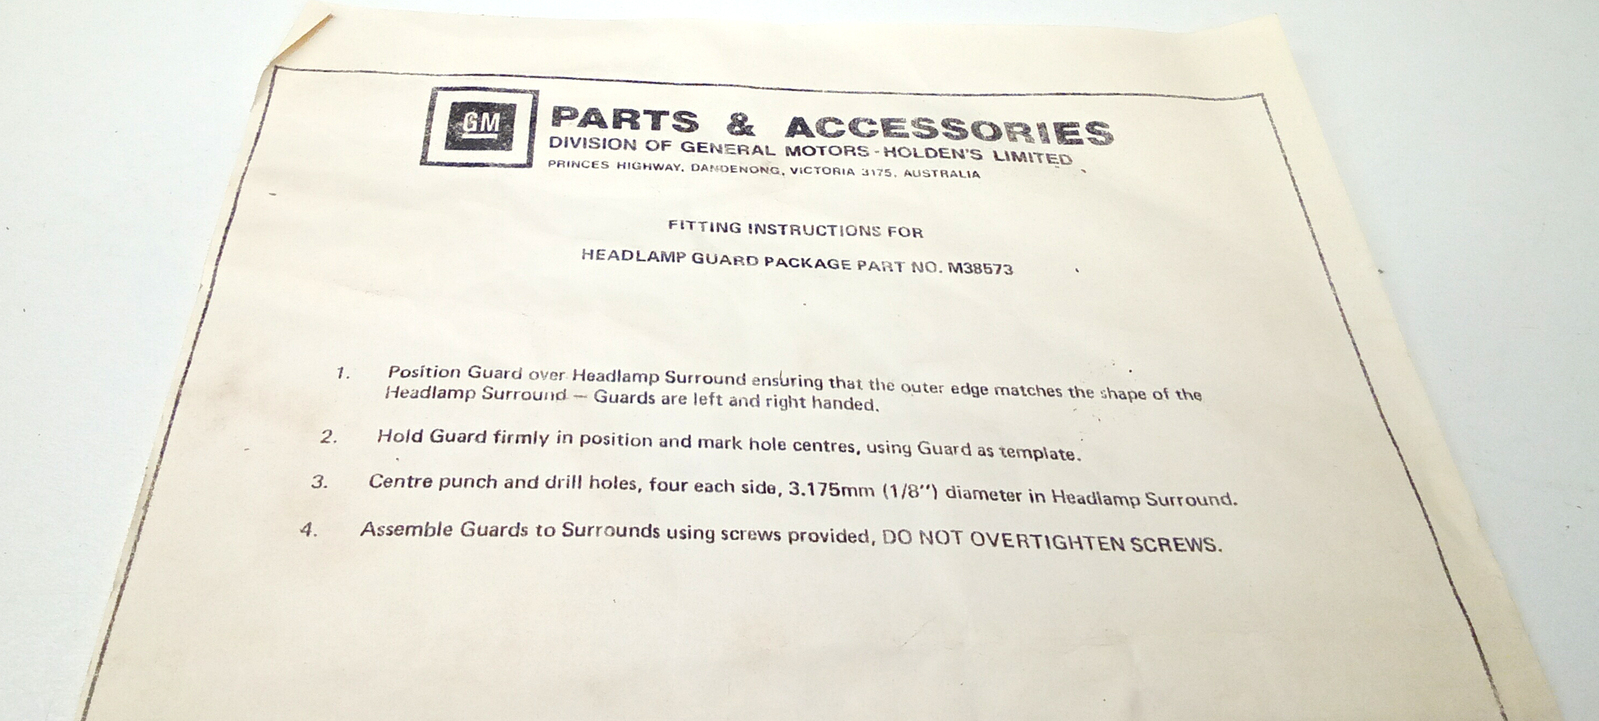 GM
PARTS & ACCESSORIES
DIVISION OF GENERAL MOTORS - HOLDEN'S LIMITED
PRINCES HIGHWAY, DANDENONG, VICTORIA 3175, AUSTRALIA
FITTING INSTRUCTIONS FOR
HEADLAMP GUARD PACKAGE PART NO. M38573
1. Position Guard over Headlamp Surround ensuring that the outer edge matches the shape of the
Headlamp Surround — Guards are left and right handed.
2. Hold Guard firmly in position and mark hole centres, using Guard as template.
3. Centre punch and drill holes, four each side, 3.175mm (1/8") diameter in Headlamp Surround.
4. Assemble Guards to Surrounds using screws provided, DO NOT OVERTIGHTEN SCREWS.